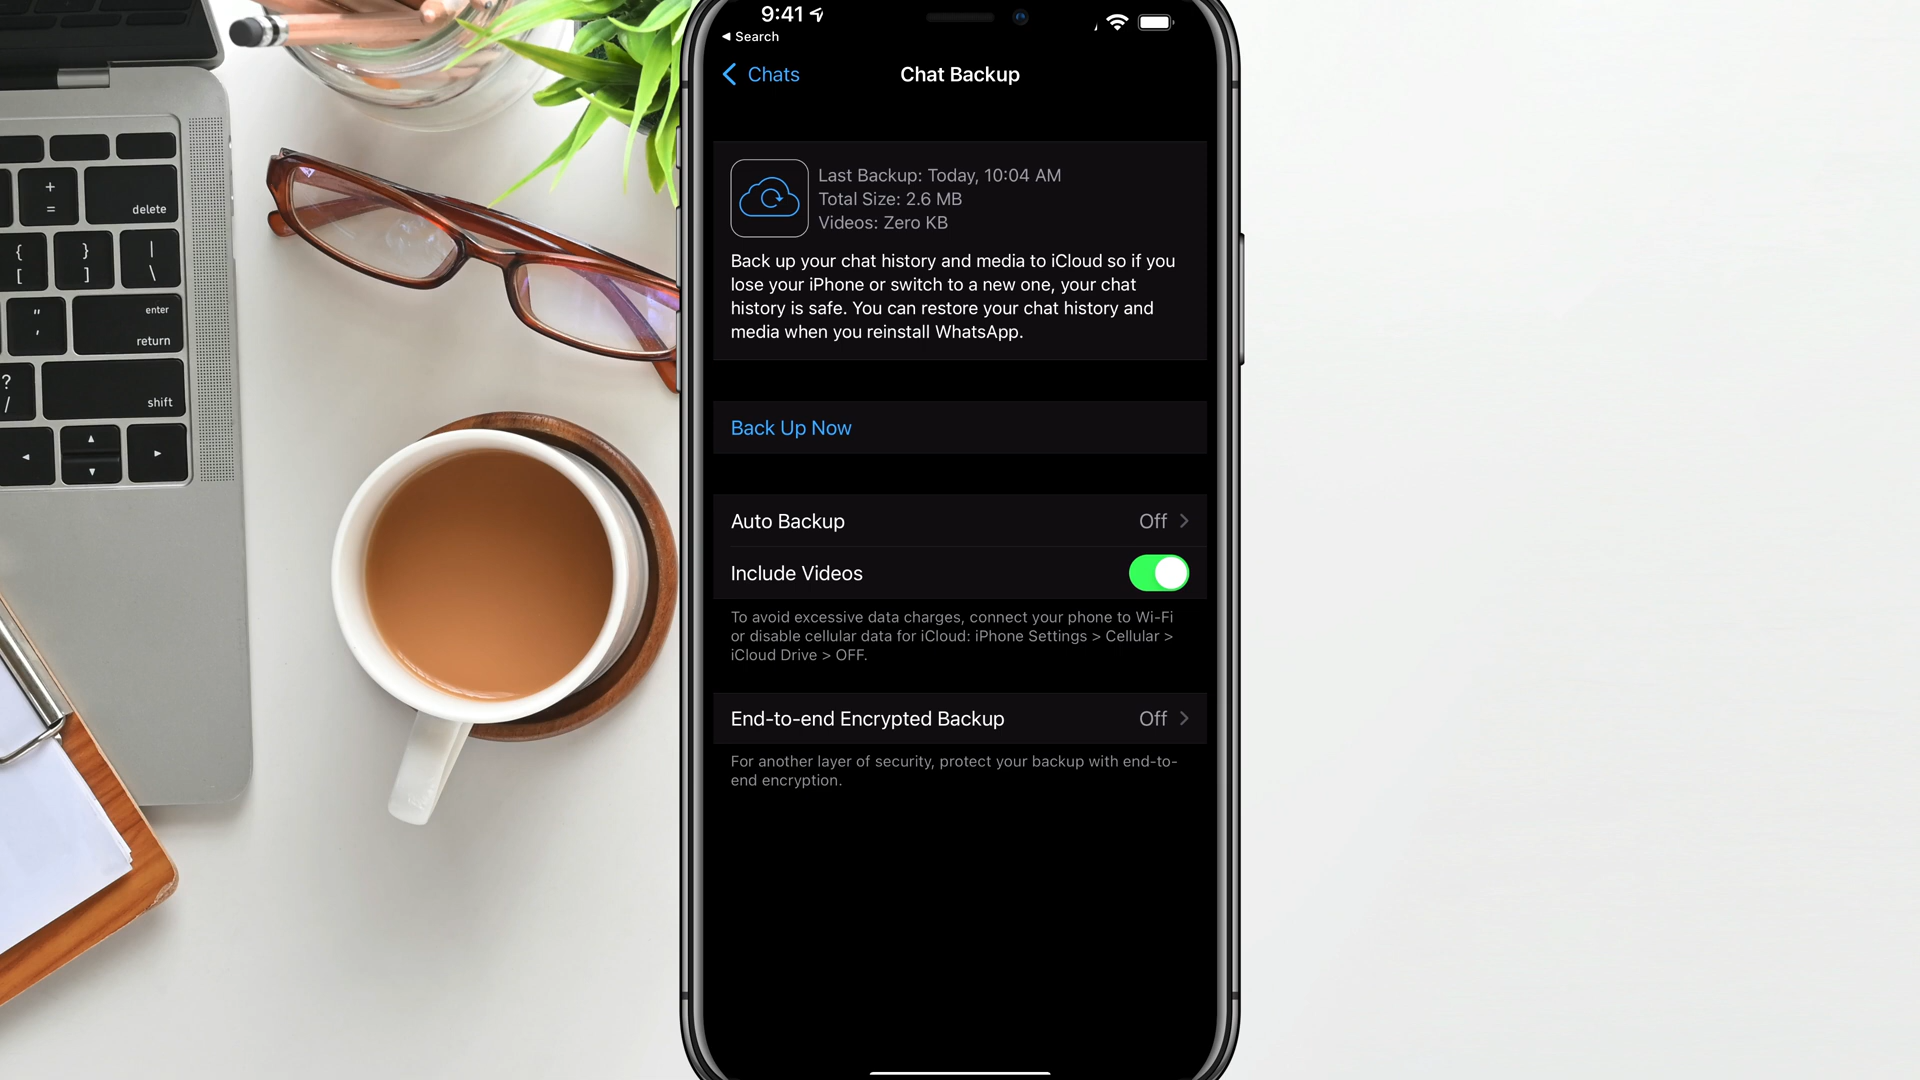 9:41
◀ Search
Chats
Chat Backup
Last Backup: Today, 10:04 AM
Total Size: 2.6 MB
Videos: Zero KB
Back up your chat history and media to iCloud so if you
lose your iPhone or switch to a new one, your chat
history is safe. You can restore your chat history and
media when you reinstall WhatsApp.
Back Up Now
Auto Backup Off
Include Videos
To avoid excessive data charges, connect your phone to Wi-Fi
or disable cellular data for iCloud: iPhone Settings > Cellular >
iCloud Drive > OFF.
End-to-end Encrypted Backup Off
For another layer of security, protect your backup with end-to-
end encryption.
+
=
delete
{ } |
[ ] \
"
'
enter
return
?
/
shift
▲
◀ ▶
▼